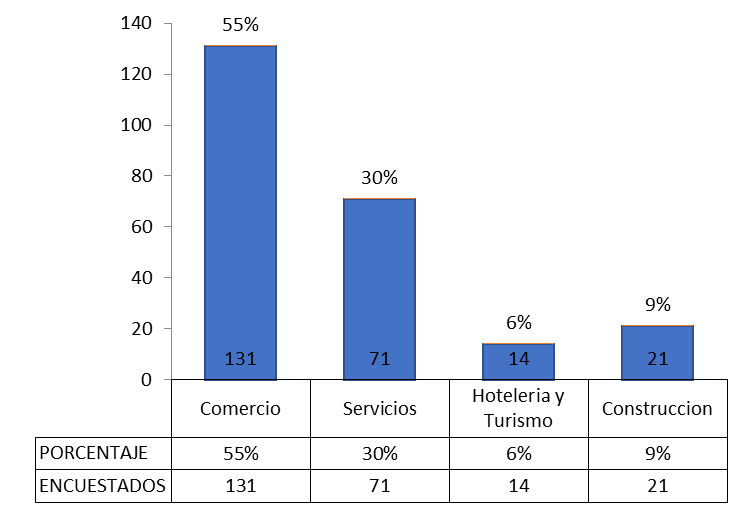 140
120
100
80
60
40
20
0
55%
30%
6%
9%
131
71
14
21
Comercio
Servicios
Hoteleria y
Turismo
Construccion
PORCENTAJE 55% 30% 6% 9%
ENCUESTADOS 131 71 14 21